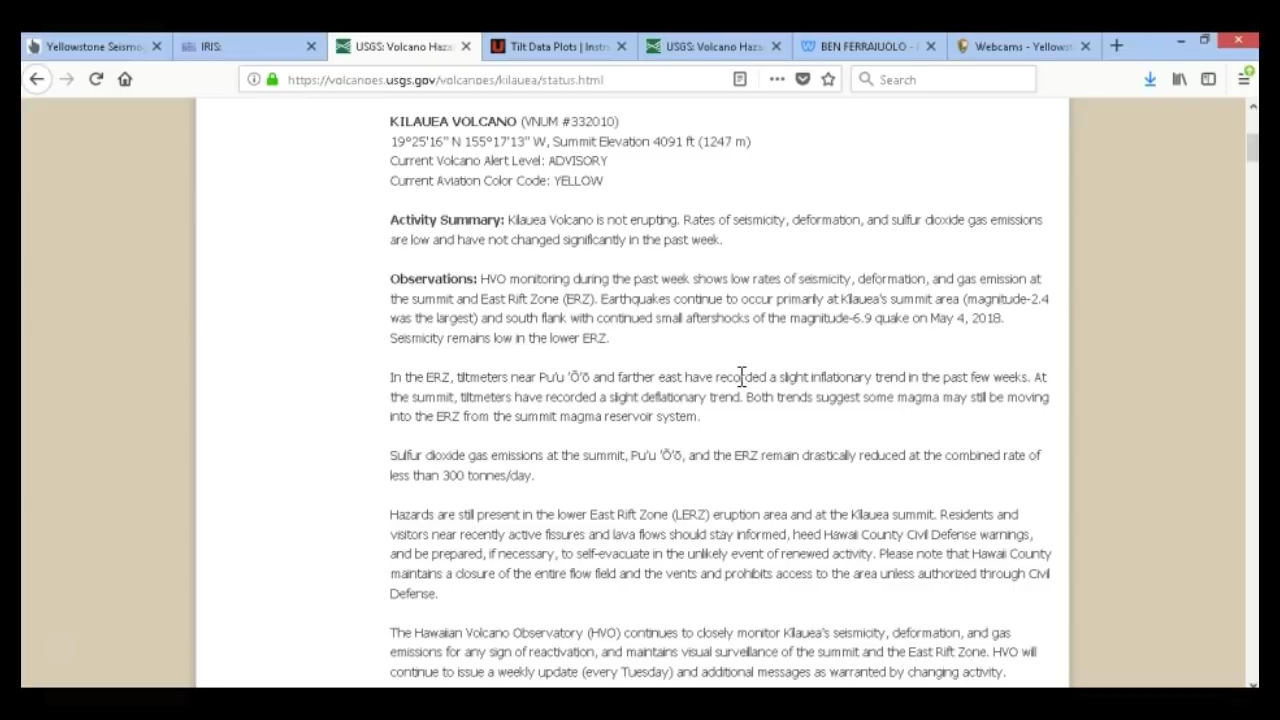 Yellowstone Seismo
IRIS:
USGS: Volcano Haza
Tilt Data Plots | Instr
USGS: Volcano Haz
BEN FERRAIUOLO -
Webcams - Yellowst
https://volcanoes.usgs.gov/volcanoes/kilauea/status.html
Search
KILAUEA VOLCANO (VNUM #332010)
19°25'16" N 155°17'13" W, Summit Elevation 4091 ft (1247 m)
Current Volcano Alert Level: ADVISORY
Current Aviation Color Code: YELLOW
Activity Summary: Kīlauea Volcano is not erupting. Rates of seismicity, deformation, and sulfur dioxide gas emissions
are low and have not changed significantly in the past week.
Observations: HVO monitoring during the past week shows low rates of seismicity, deformation, and gas emission at
the summit and East Rift Zone (ERZ). Earthquakes continue to occur primarily at Kīlauea's summit area (magnitude-2.4
was the largest) and south flank with continued small aftershocks of the magnitude-6.9 quake on May 4, 2018.
Seismicity remains low in the lower ERZ.
In the ERZ, tiltmeters near Pu'u 'Ō'ō and farther east have recorded a slight inflationary trend in the past few weeks. At
the summit, tiltmeters have recorded a slight deflationary trend. Both trends suggest some magma may still be moving
into the ERZ from the summit magma reservoir system.
Sulfur dioxide gas emissions at the summit, Pu'u 'Ō'ō, and the ERZ remain drastically reduced at the combined rate of
less than 300 tonnes/day.
Hazards are still present in the lower East Rift Zone (LERZ) eruption area and at the Kīlauea summit. Residents and
visitors near recently active fissures and lava flows should stay informed, heed Hawaii County Civil Defense warnings,
and be prepared, if necessary, to self-evacuate in the unlikely event of renewed activity. Please note that Hawaii County
maintains a closure of the entire flow field and the vents and prohibits access to the area unless authorized through Civil
Defense.
The Hawaiian Volcano Observatory (HVO) continues to closely monitor Kīlauea's seismicity, deformation, and gas
emissions for any sign of reactivation, and maintains visual surveillance of the summit and the East Rift Zone. HVO will
continue to issue a weekly update (every Tuesday) and additional messages as warranted by changing activity.